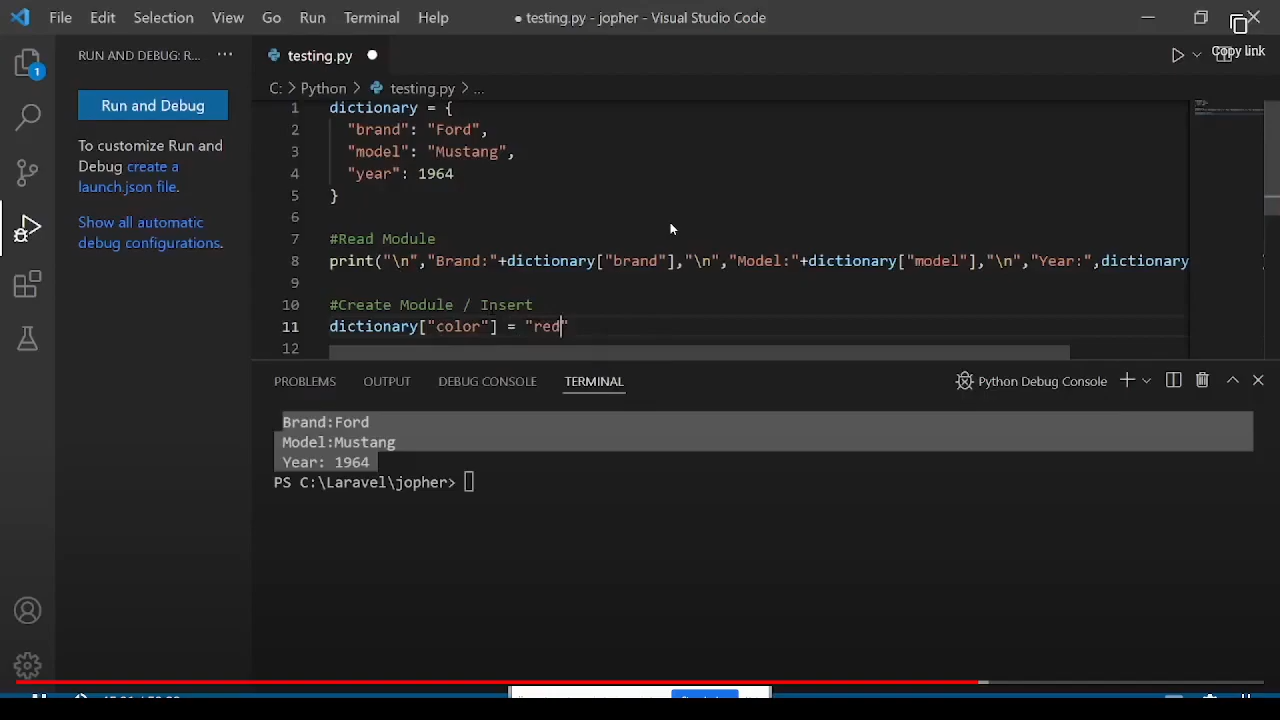 File Edit Selection View Go Run Terminal Help
● testing.py - jopher - Visual Studio Code
Copy link
RUN AND DEBUG: R... ...
testing.py
1
Run and Debug
To customize Run and
Debug create a
launch.json file.
Show all automatic
debug configurations.
C: > Python > testing.py > ...
1 dictionary = {
2 "brand": "Ford",
3 "model": "Mustang",
4 "year": 1964
5 }
6
7 #Read Module
8 print("\n","Brand:"+dictionary["brand"],"\n","Model:"+dictionary["model"],"\n","Year:",dictionary
9
10 #Create Module / Insert
11 dictionary["color"] = "red"
12
PROBLEMS OUTPUT DEBUG CONSOLE TERMINAL
Python Debug Console
Brand:Ford
Model:Mustang
Year: 1964
PS C:\Laravel\jopher>